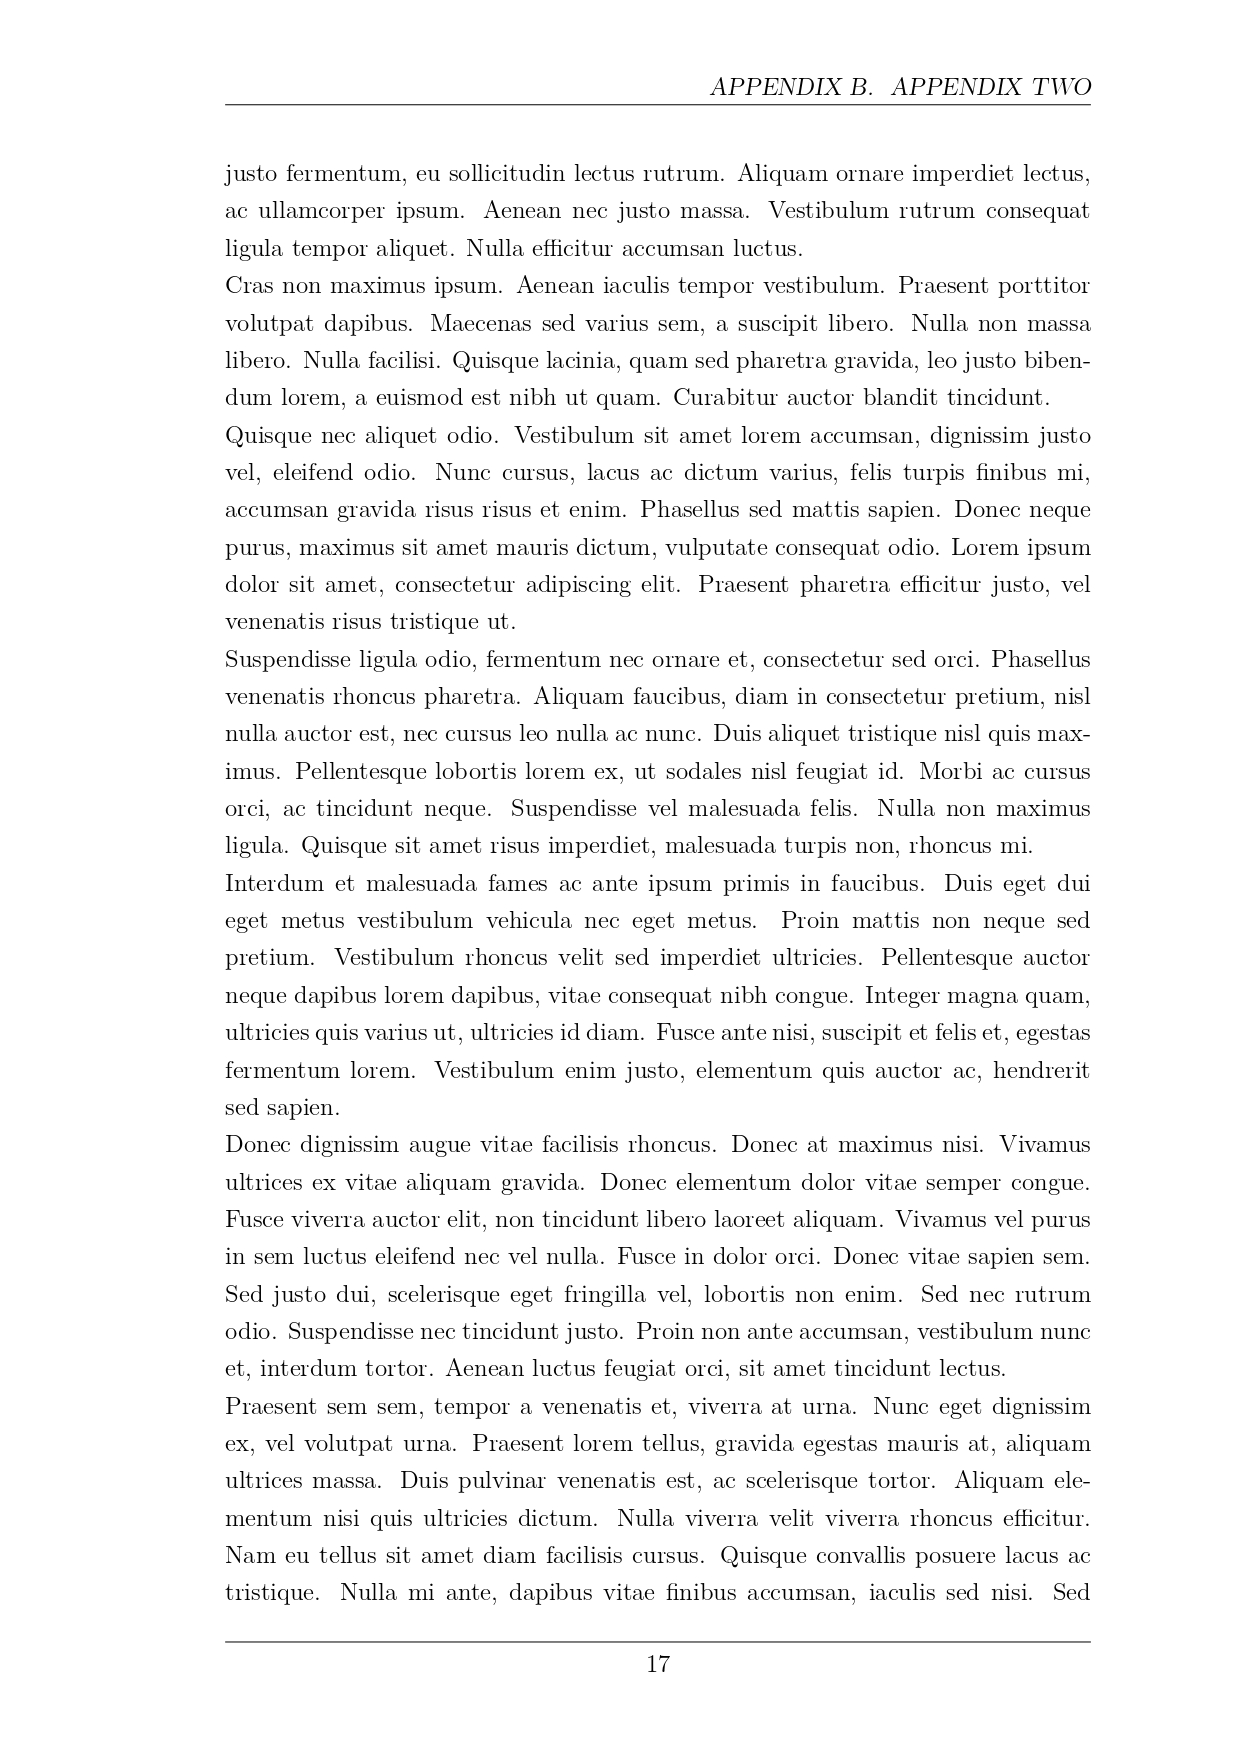 APPENDIX B. APPENDIX TWO
justo fermentum, eu sollicitudin lectus rutrum. Aliquam ornare imperdiet lectus,
ac ullamcorper ipsum. Aenean nec justo massa. Vestibulum rutrum consequat
ligula tempor aliquet. Nulla efficitur accumsan luctus.
Cras non maximus ipsum. Aenean iaculis tempor vestibulum. Praesent porttitor
volutpat dapibus. Maecenas sed varius sem, a suscipit libero. Nulla non massa
libero. Nulla facilisi. Quisque lacinia, quam sed pharetra gravida, leo justo biben-
dum lorem, a euismod est nibh ut quam. Curabitur auctor blandit tincidunt.
Quisque nec aliquet odio. Vestibulum sit amet lorem accumsan, dignissim justo
vel, eleifend odio. Nunc cursus, lacus ac dictum varius, felis turpis finibus mi,
accumsan gravida risus risus et enim. Phasellus sed mattis sapien. Donec neque
purus, maximus sit amet mauris dictum, vulputate consequat odio. Lorem ipsum
dolor sit amet, consectetur adipiscing elit. Praesent pharetra efficitur justo, vel
venenatis risus tristique ut.
Suspendisse ligula odio, fermentum nec ornare et, consectetur sed orci. Phasellus
venenatis rhoncus pharetra. Aliquam faucibus, diam in consectetur pretium, nisl
nulla auctor est, nec cursus leo nulla ac nunc. Duis aliquet tristique nisl quis max-
imus. Pellentesque lobortis lorem ex, ut sodales nisl feugiat id. Morbi ac cursus
orci, ac tincidunt neque. Suspendisse vel malesuada felis. Nulla non maximus
ligula. Quisque sit amet risus imperdiet, malesuada turpis non, rhoncus mi.
Interdum et malesuada fames ac ante ipsum primis in faucibus. Duis eget dui
eget metus vestibulum vehicula nec eget metus. Proin mattis non neque sed
pretium. Vestibulum rhoncus velit sed imperdiet ultricies. Pellentesque auctor
neque dapibus lorem dapibus, vitae consequat nibh congue. Integer magna quam,
ultricies quis varius ut, ultricies id diam. Fusce ante nisi, suscipit et felis et, egestas
fermentum lorem. Vestibulum enim justo, elementum quis auctor ac, hendrerit
sed sapien.
Donec dignissim augue vitae facilisis rhoncus. Donec at maximus nisi. Vivamus
ultrices ex vitae aliquam gravida. Donec elementum dolor vitae semper congue.
Fusce viverra auctor elit, non tincidunt libero laoreet aliquam. Vivamus vel purus
in sem luctus eleifend nec vel nulla. Fusce in dolor orci. Donec vitae sapien sem.
Sed justo dui, scelerisque eget fringilla vel, lobortis non enim. Sed nec rutrum
odio. Suspendisse nec tincidunt justo. Proin non ante accumsan, vestibulum nunc
et, interdum tortor. Aenean luctus feugiat orci, sit amet tincidunt lectus.
Praesent sem sem, tempor a venenatis et, viverra at urna. Nunc eget dignissim
ex, vel volutpat urna. Praesent lorem tellus, gravida egestas mauris at, aliquam
ultrices massa. Duis pulvinar venenatis est, ac scelerisque tortor. Aliquam ele-
mentum nisi quis ultricies dictum. Nulla viverra velit viverra rhoncus efficitur.
Nam eu tellus sit amet diam facilisis cursus. Quisque convallis posuere lacus ac
tristique. Nulla mi ante, dapibus vitae finibus accumsan, iaculis sed nisi. Sed
17